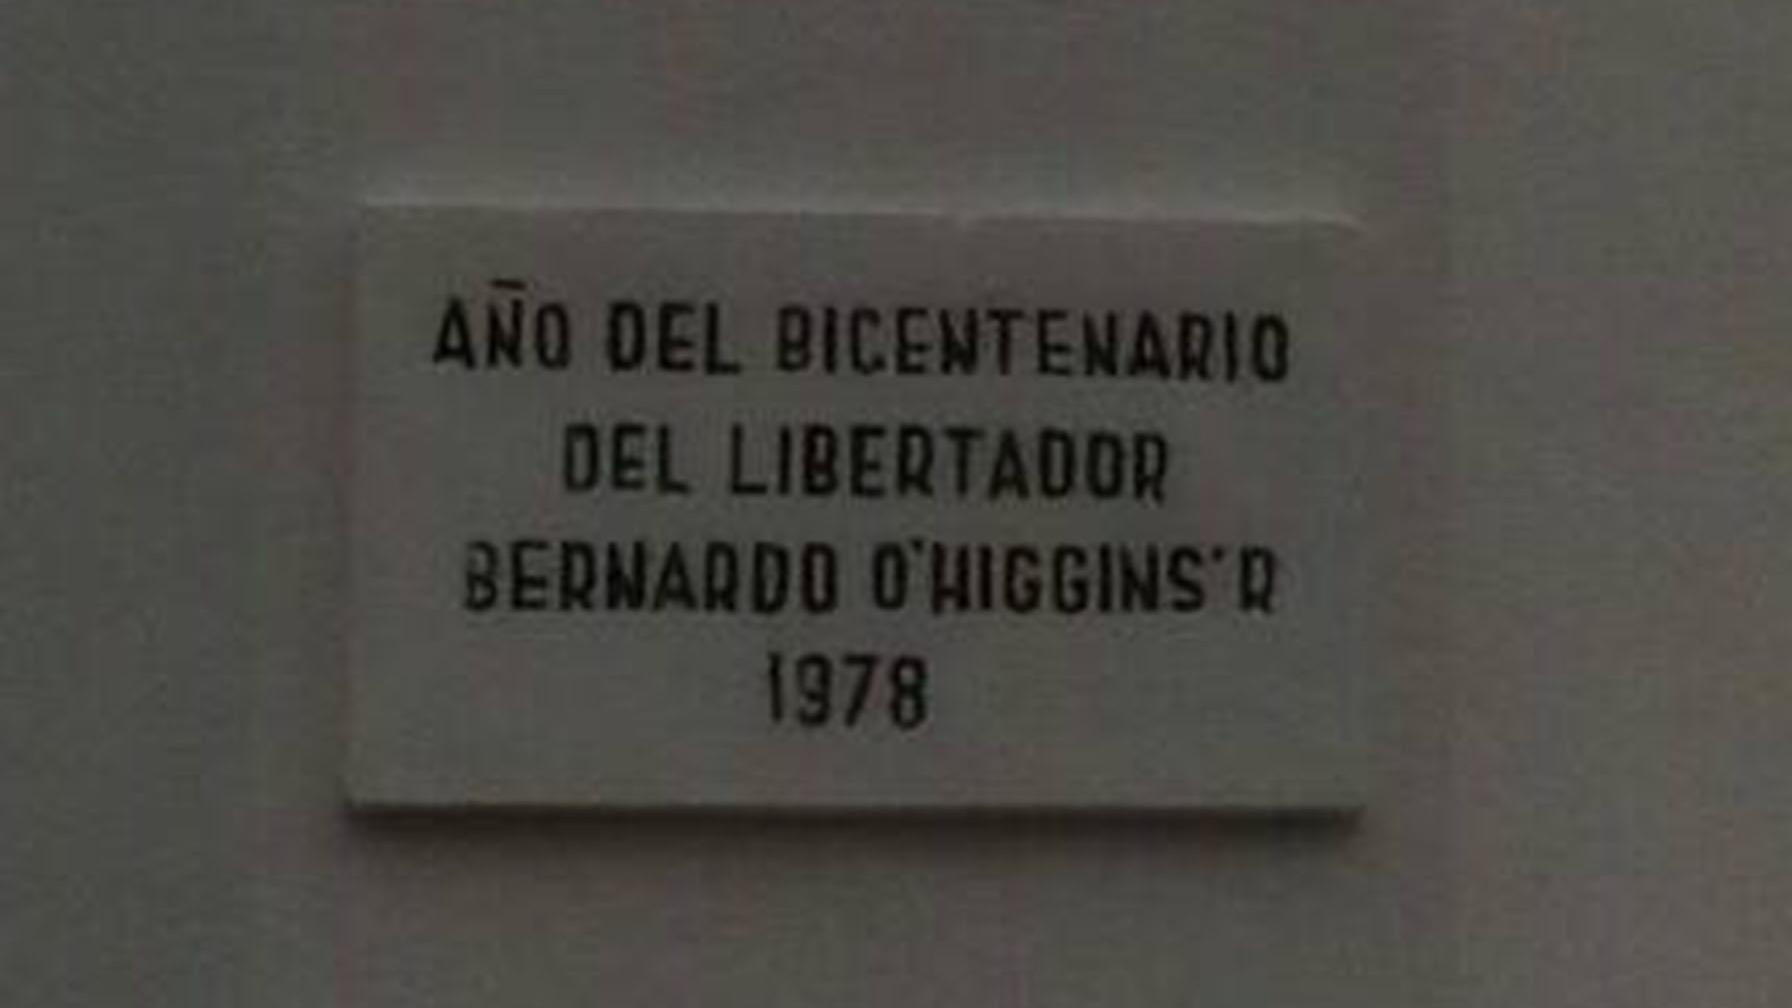 AÑO DEL BICENTENARIO
DEL LIBERTADOR
BERNARDO O'HIGGINS'R
1978